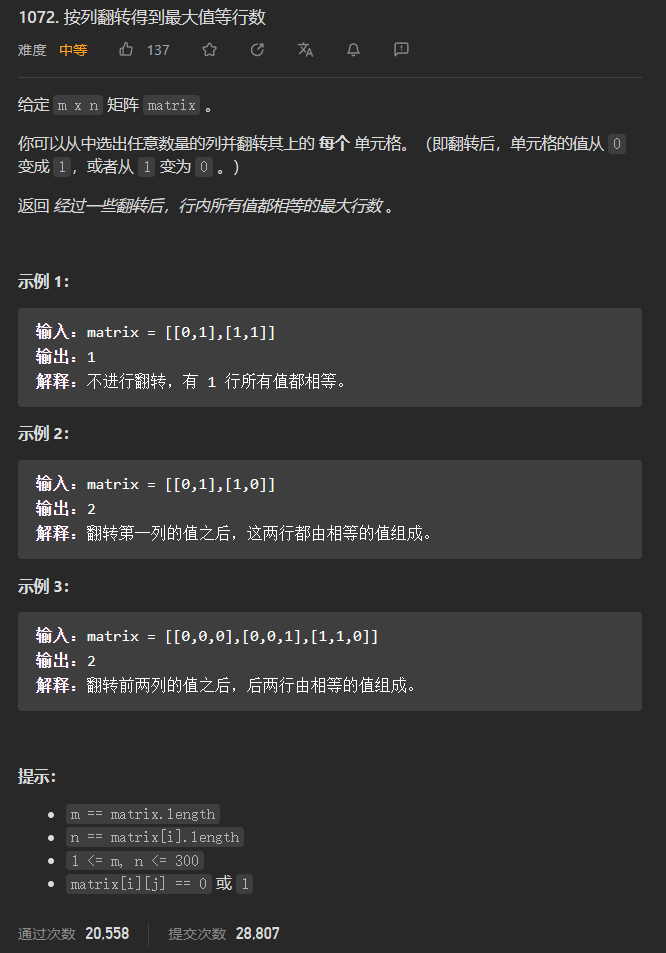 1072. 按列翻转得到最大值等行数
难度 中等 137
给定 m x n 矩阵 matrix 。
你可以从中选出任意数量的列并翻转其上的 每个 单元格。（即翻转后，单元格的值从 0
变成 1，或者从 1 变为 0 。）
返回 经过一些翻转后，行内所有值都相等的最大行数 。
示例 1：
输入：matrix = [[0,1],[1,1]]
输出：1
解释：不进行翻转，有 1 行所有值都相等。
示例 2：
输入：matrix = [[0,1],[1,0]]
输出：2
解释：翻转第一列的值之后，这两行都由相等的值组成。
示例 3：
输入：matrix = [[0,0,0],[0,0,1],[1,1,0]]
输出：2
解释：翻转前两列的值之后，后两行由相等的值组成。
提示：
m == matrix.length
n == matrix[i].length
1 <= m, n <= 300
matrix[i][j] == 0 或 1
通过次数 20,558 提交次数 28,807